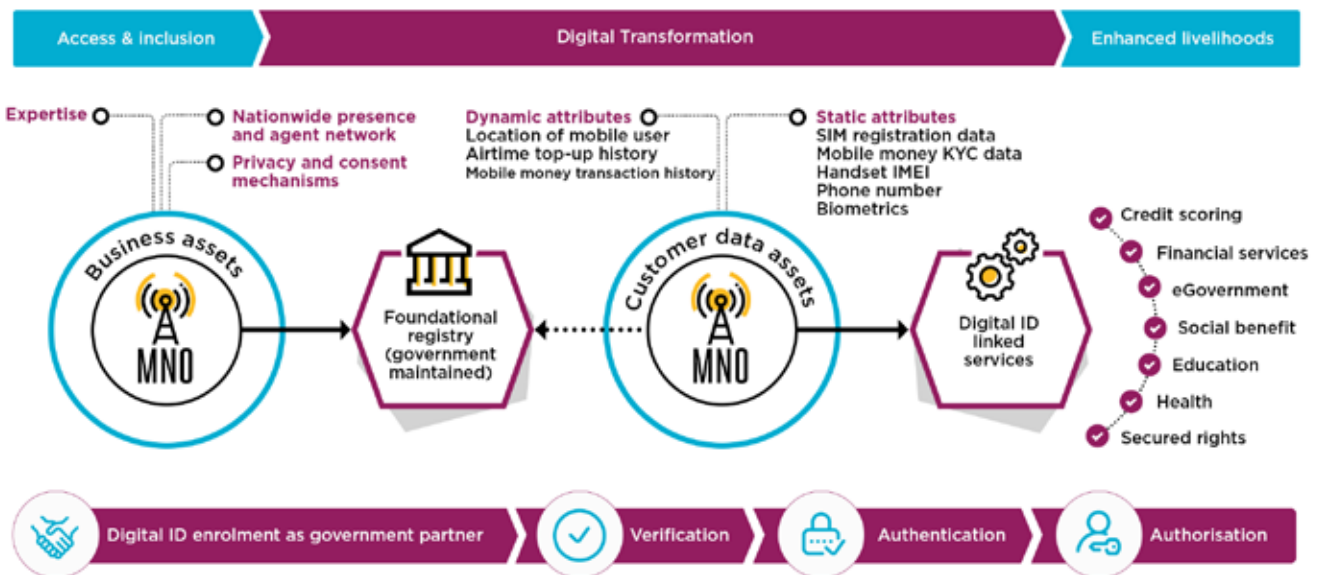 Access & inclusion
Digital Transformation
Enhanced livelihoods
Expertise
Nationwide presence
and agent network
Privacy and consent
mechanisms
Dynamic attributes
Location of mobile user
Airtime top-up history
Mobile money transaction history
Static attributes
SIM registration data
Mobile money KYC data
Handset IMEI
Phone number
Biometrics
Business assets
MNO
Foundational
registry
(government
maintained)
Customer data assets
MNO
Digital ID
linked
services
Credit scoring
Financial services
eGovernment
Social benefit
Education
Health
Secured rights
Digital ID enrolment as government partner
Verification
Authentication
Authorisation